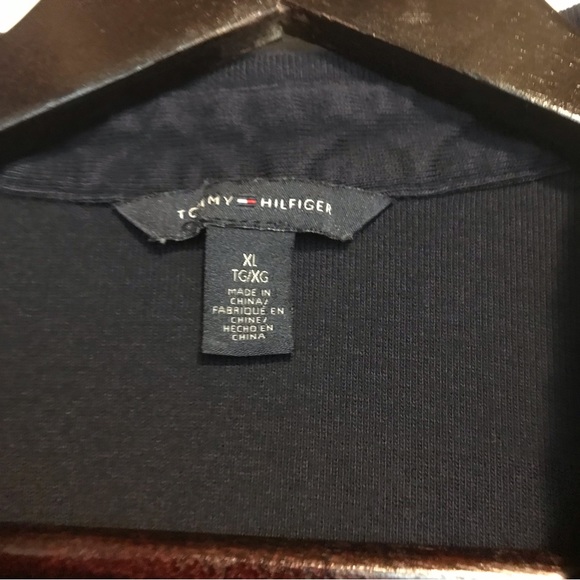 TOMMY HILFIGER
XL
TG/XG
MADE IN
CHINA/
FABRIQUÉ EN
CHINE/
HECHO EN
CHINA